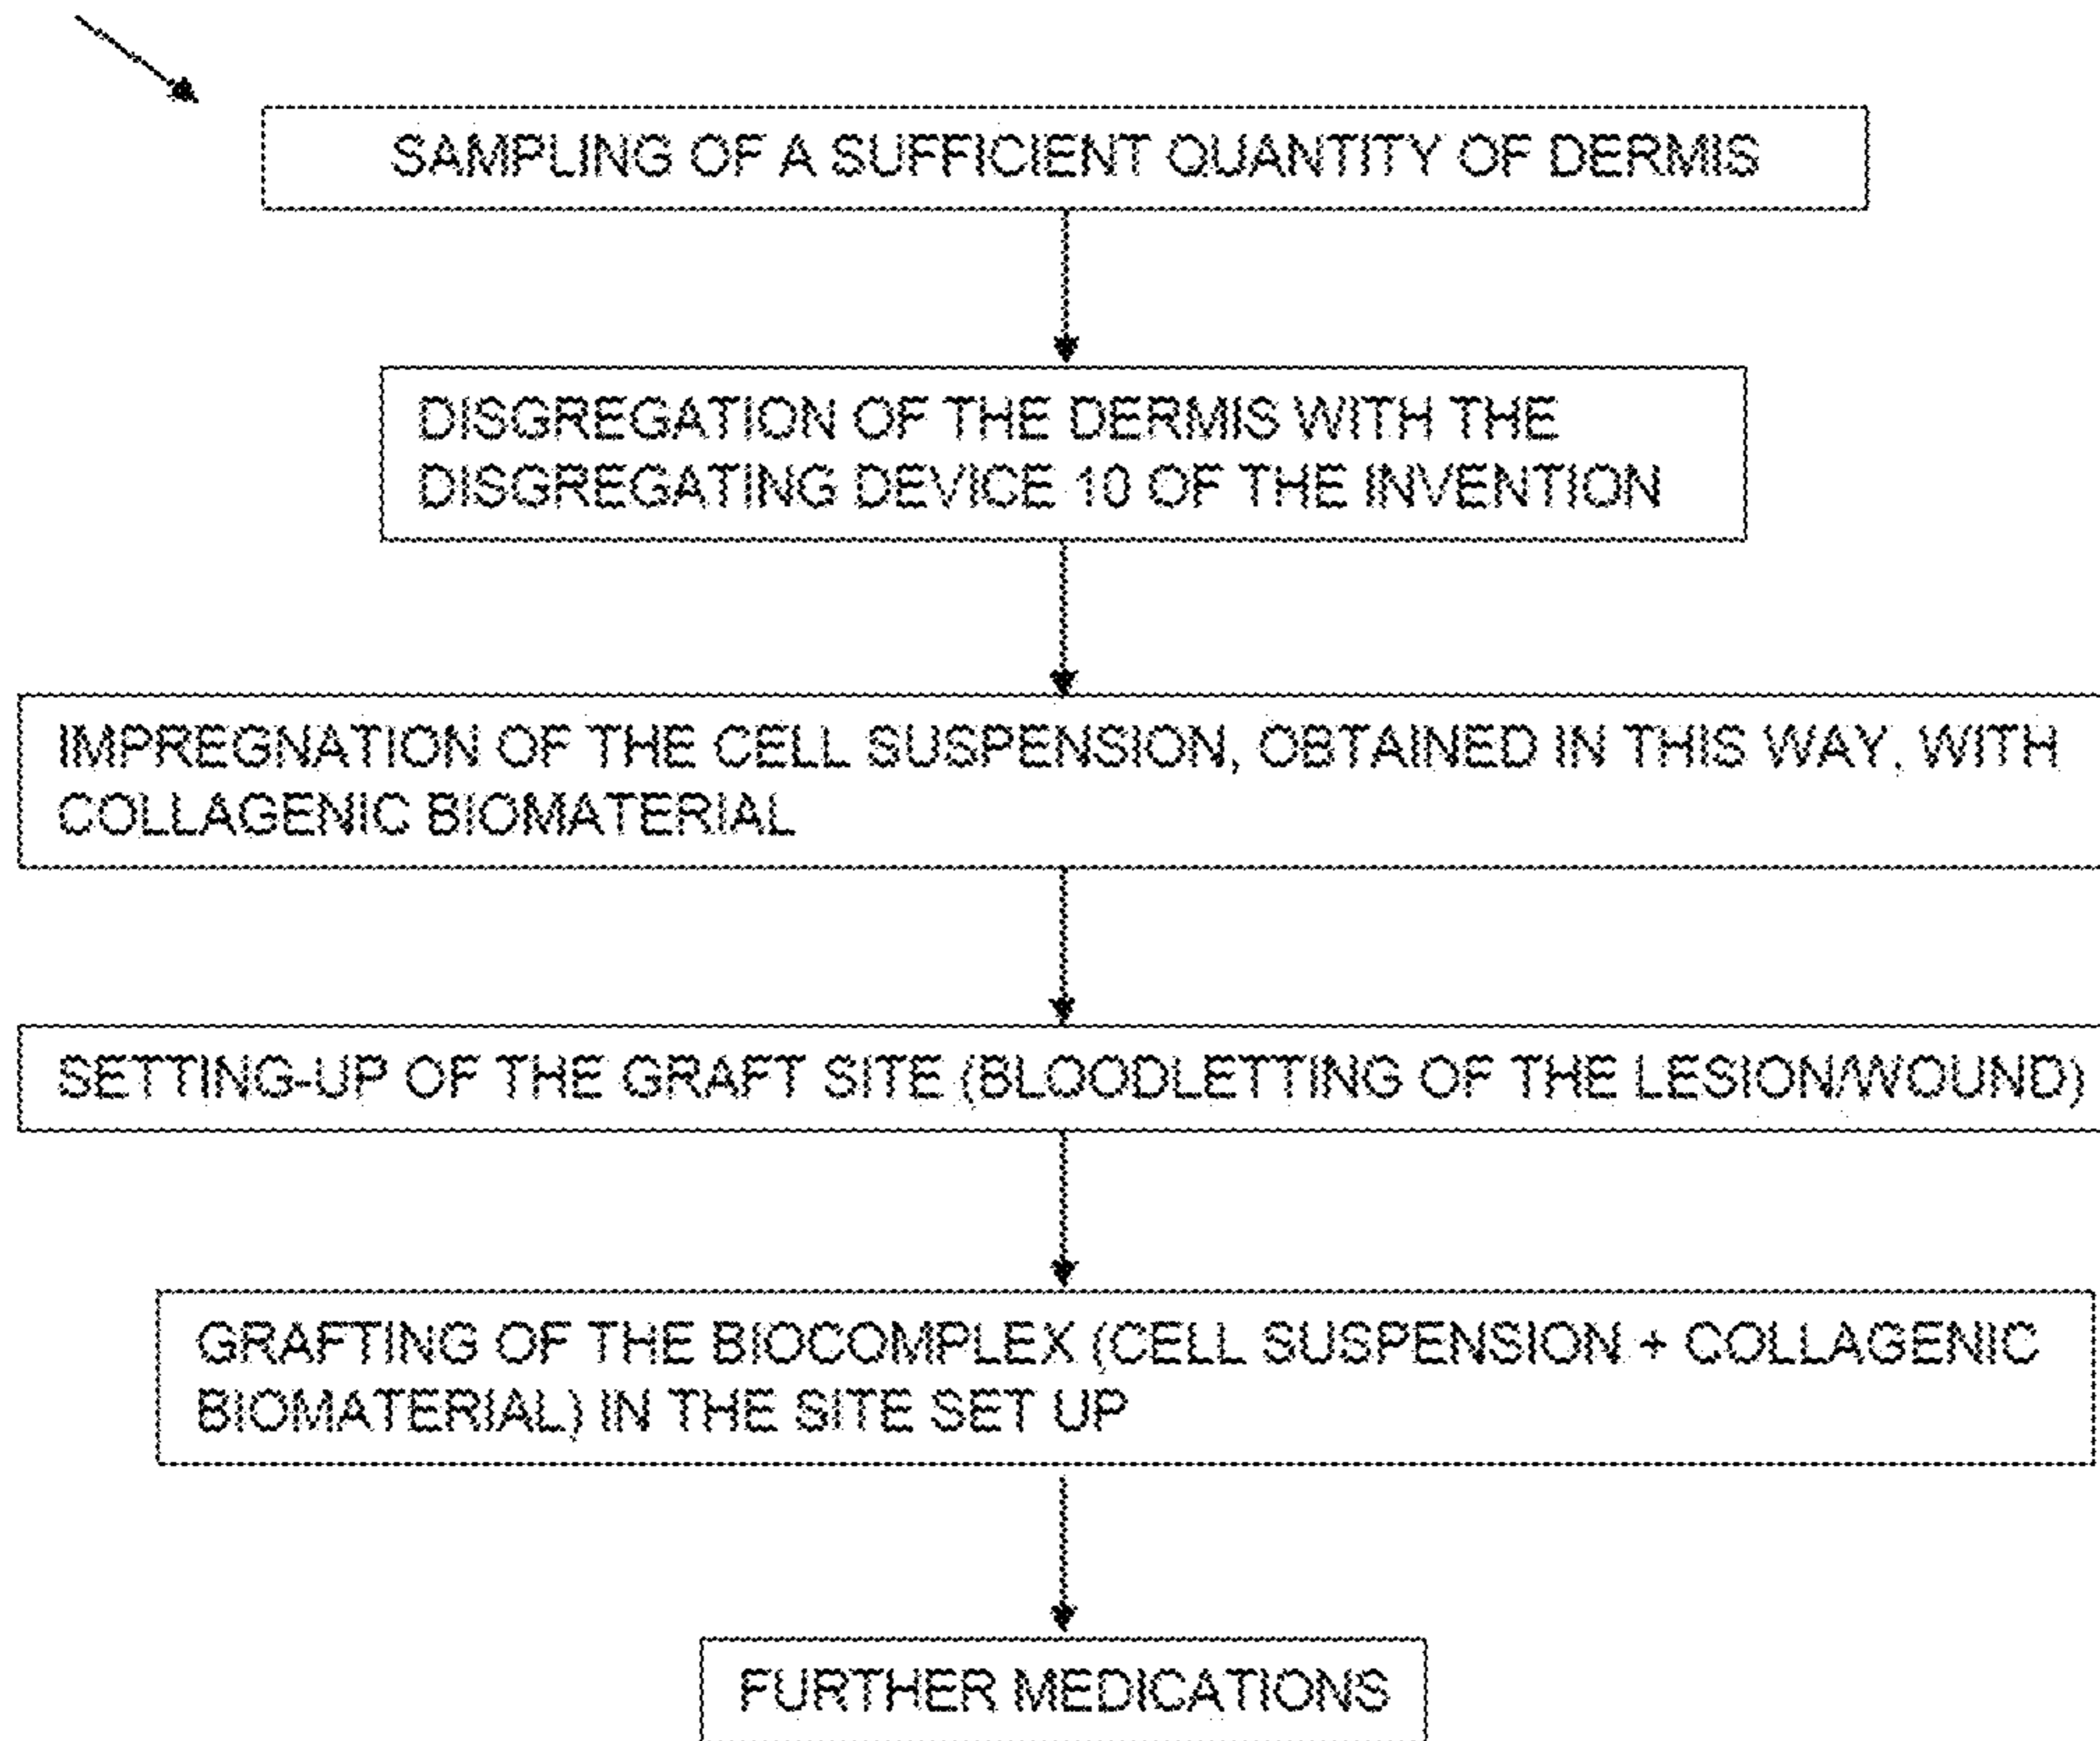 SAMPLING OF A SUFFICIENT QUANTITY OF DERMIS
DISGREGATION OF THE DERMIS WITH THE
DISGREGATING DEVICE 10 OF THE INVENTION
IMPREGNATION OF THE CELL SUSPENSION, OBTAINED IN THIS WAY, WITH
COLLAGENIC BIOMATERIAL
SETTING-UP OF THE GRAFT SITE (BLOODLETTING OF THE LESION/WOUND)
GRAFTING OF THE BIOCOMPLEX (CELL SUSPENSION + COLLAGENIC
BIOMATERIAL) IN THE SITE SET UP
FURTHER MEDICATIONS